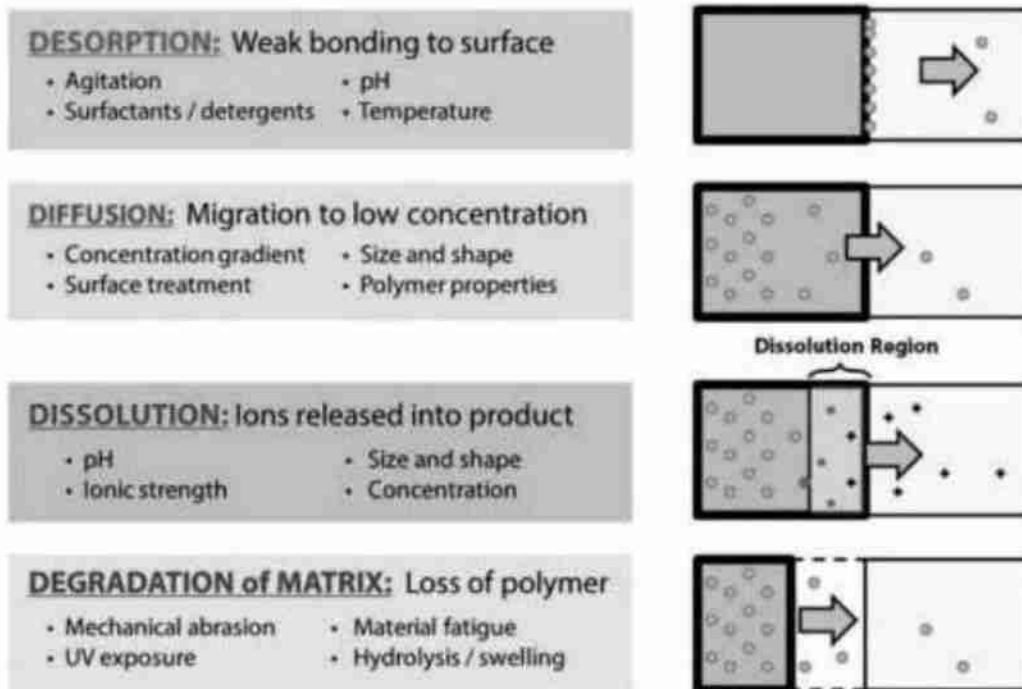 DESORPTION: Weak bonding to surface
• Agitation • pH
• Surfactants / detergents • Temperature
DIFFUSION: Migration to low concentration
• Concentration gradient • Size and shape
• Surface treatment • Polymer properties
Dissolution Region
DISSOLUTION: Ions released into product
• pH • Size and shape
• Ionic strength • Concentration
DEGRADATION of MATRIX: Loss of polymer
• Mechanical abrasion • Material fatigue
• UV exposure • Hydrolysis / swelling